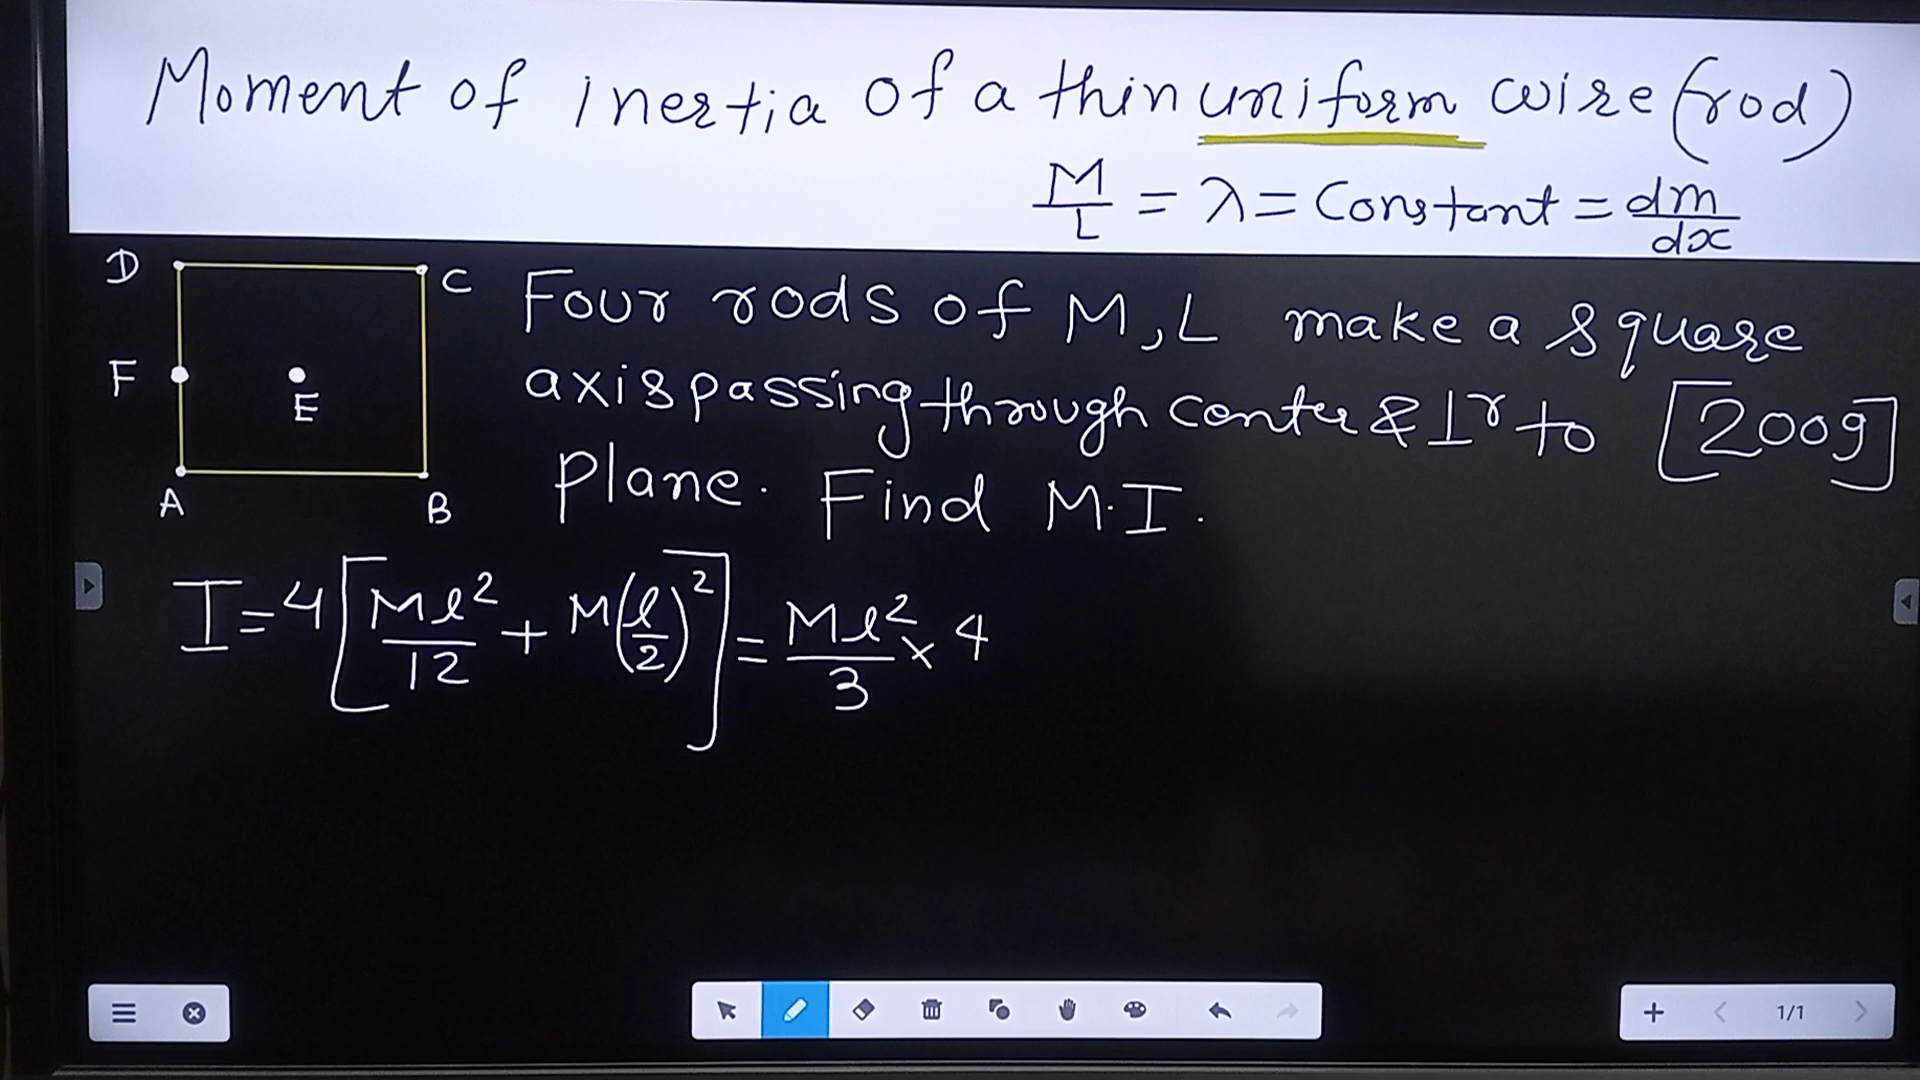 Moment of inertia of a thin uniform wire (rod)
M/L = λ = Constant = dm/dx
D C
F E
A B
Four rods of M, L make a square
axis passing through center & ⊥r to [200g]
plane. Find M.I.
I = 4[Ml²/12 + M(l/2)²] = Ml²/3 × 4
1/1